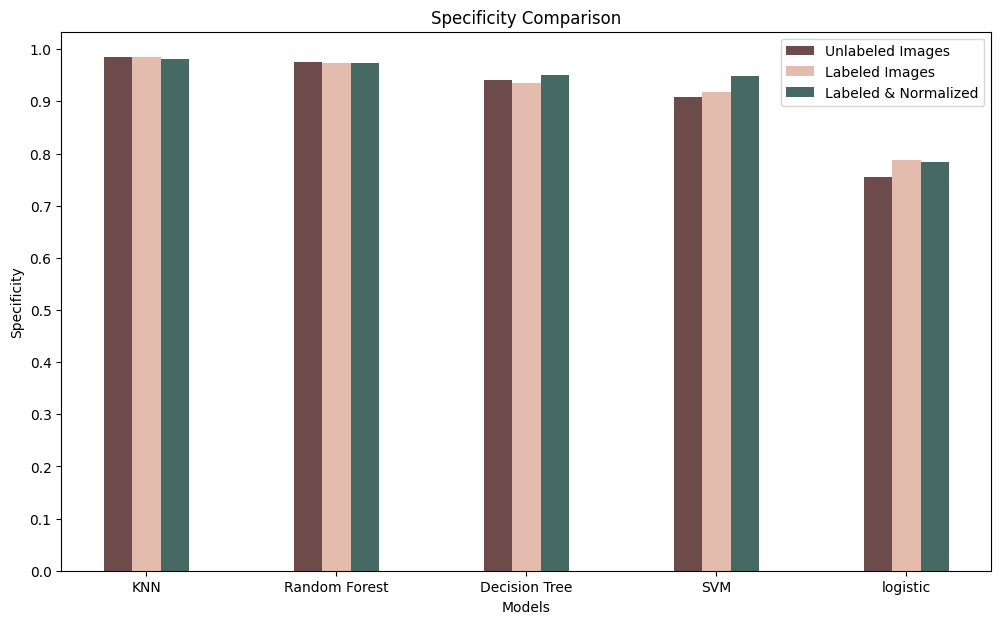 Specificity Comparison
Unlabeled Images
Labeled Images
Labeled & Normalized
Specificity
1.0
0.9
0.8
0.7
0.6
0.5
0.4
0.3
0.2
0.1
0.0
KNN Random Forest Decision Tree SVM logistic
Models